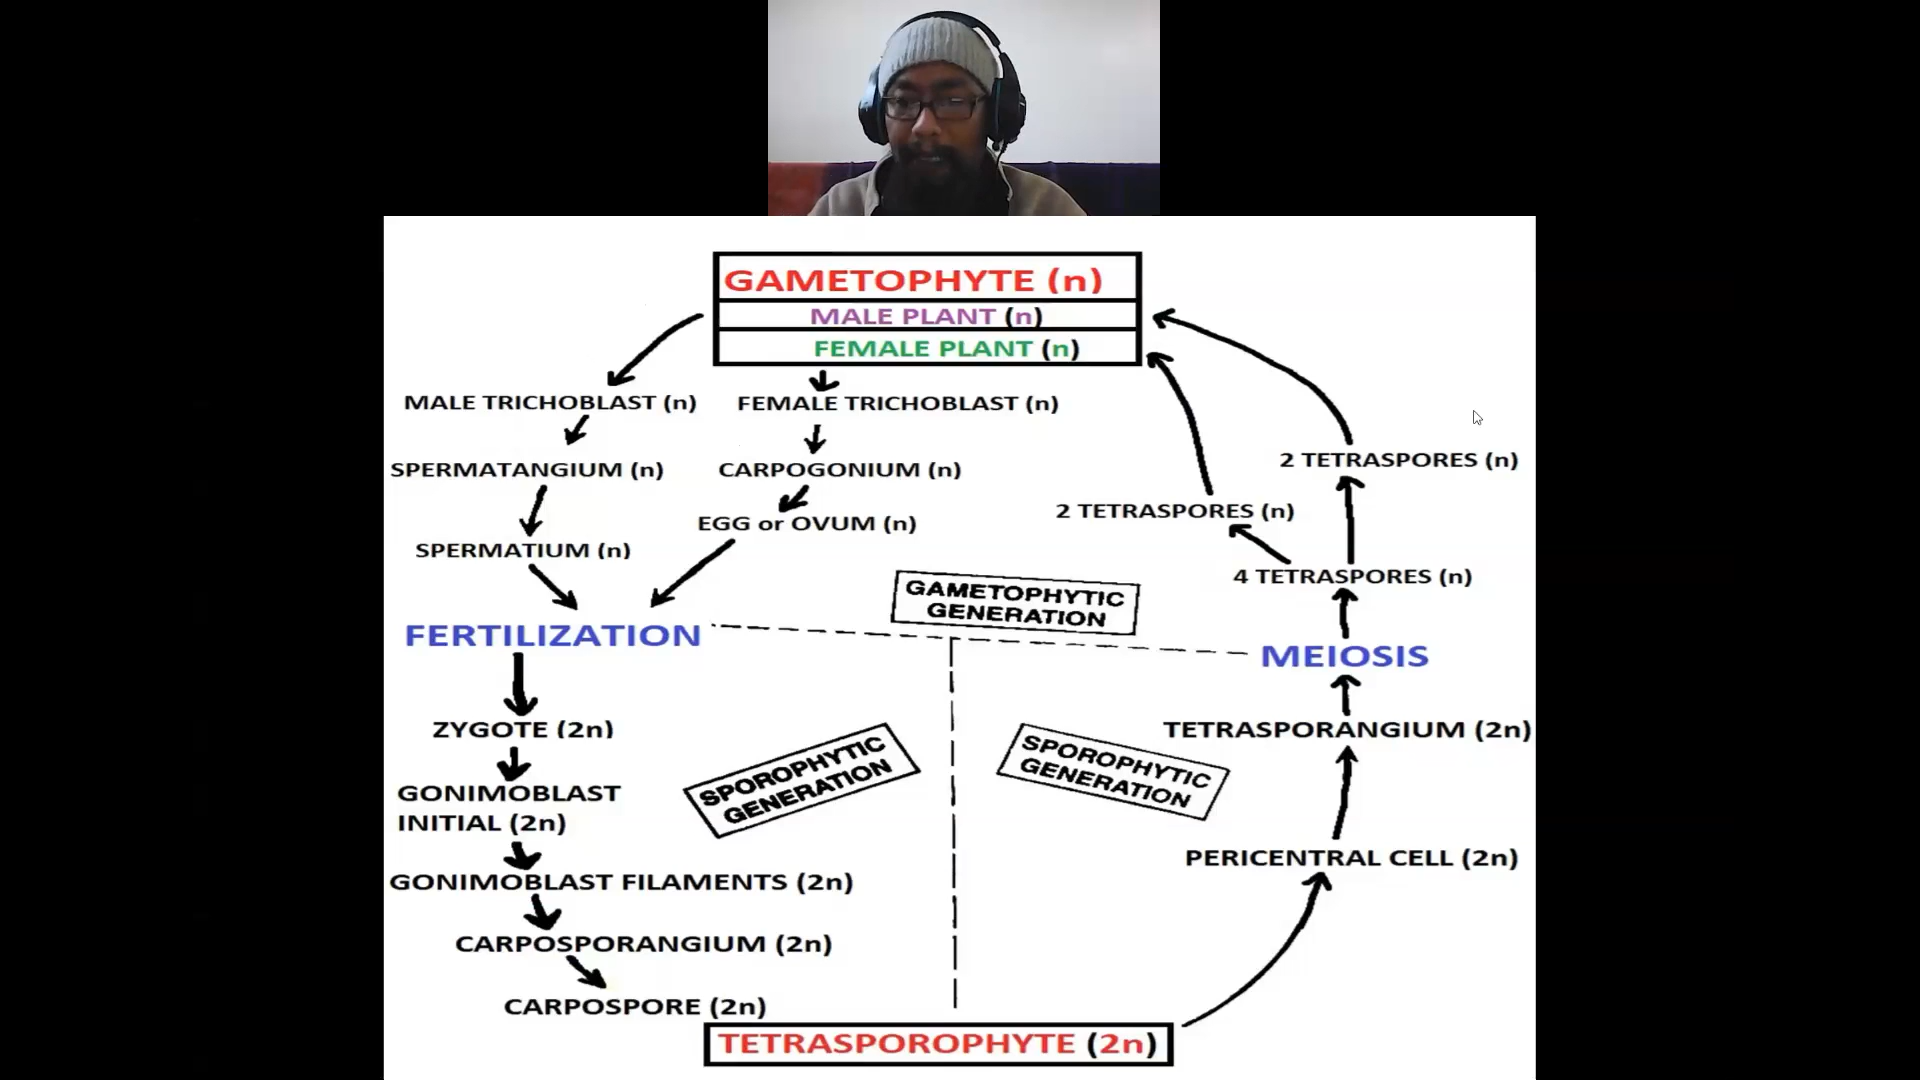 GAMETOPHYTE (n)
MALE PLANT (n)
FEMALE PLANT (n)
MALE TRICHOBLAST (n)
FEMALE TRICHOBLAST (n)
SPERMATANGIUM (n)
CARPOGONIUM (n)
EGG or OVUM (n)
SPERMATIUM (n)
FERTILIZATION
ZYGOTE (2n)
GONIMOBLAST
INITIAL (2n)
GONIMOBLAST FILAMENTS (2n)
CARPOSPORANGIUM (2n)
CARPOSPORE (2n)
TETRASPOROPHYTE (2n)
PERICENTRAL CELL (2n)
TETRASPORANGIUM (2n)
MEIOSIS
4 TETRASPORES (n)
2 TETRASPORES (n)
2 TETRASPORES (n)
GAMETOPHYTIC
GENERATION
SPOROPHYTIC
GENERATION
SPOROPHYTIC
GENERATION